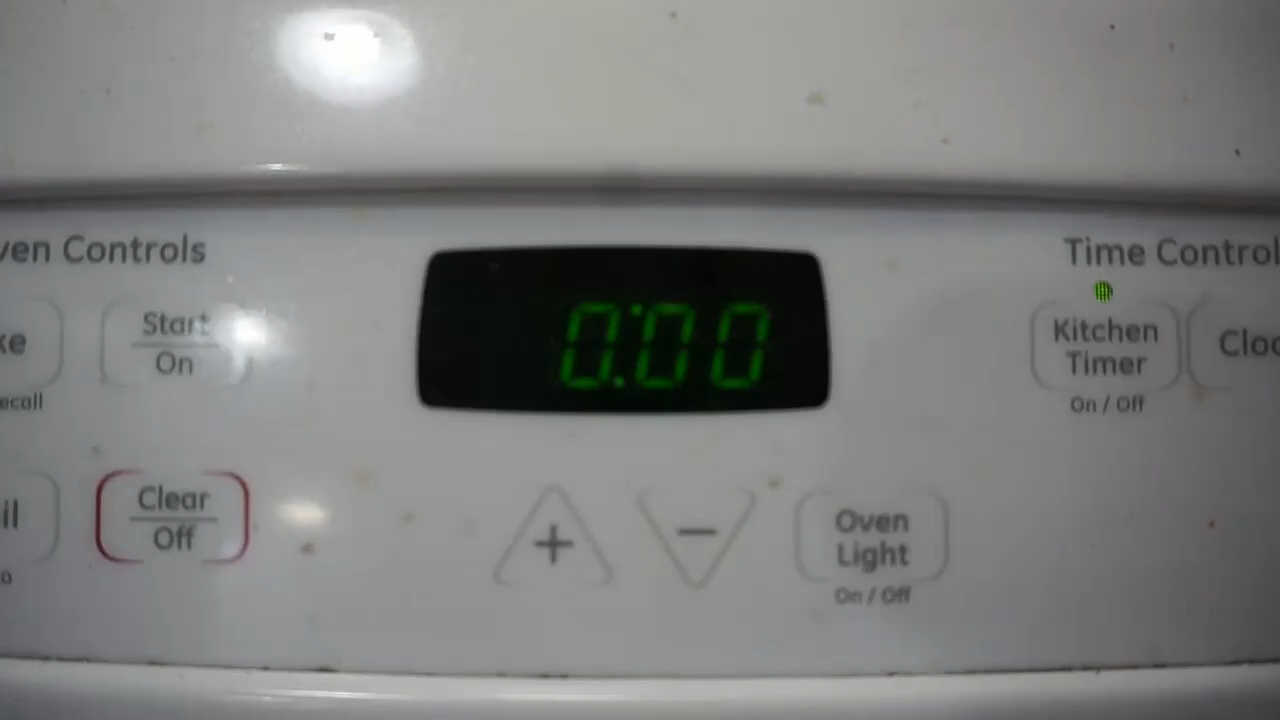 ven Controls
Time Control
Start
On
0:00
Kitchen
Timer
Cloc
ke
ecall
On / Off
il
Clear
Off
+
−
Oven
Light
On / Off